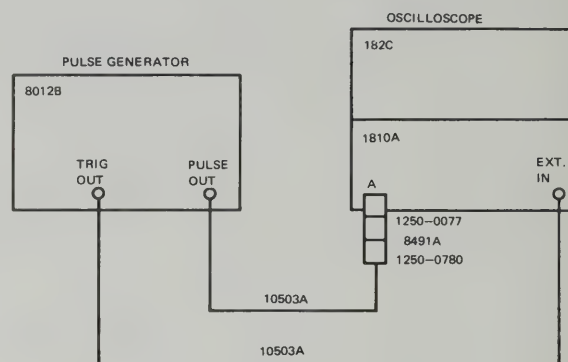 OSCILLOSCOPE
182C
PULSE GENERATOR
8012B
1810A
TRIG
OUT
PULSE
OUT
A
EXT.
IN
1250-0077
8491A
1250-0780
10503A
10503A